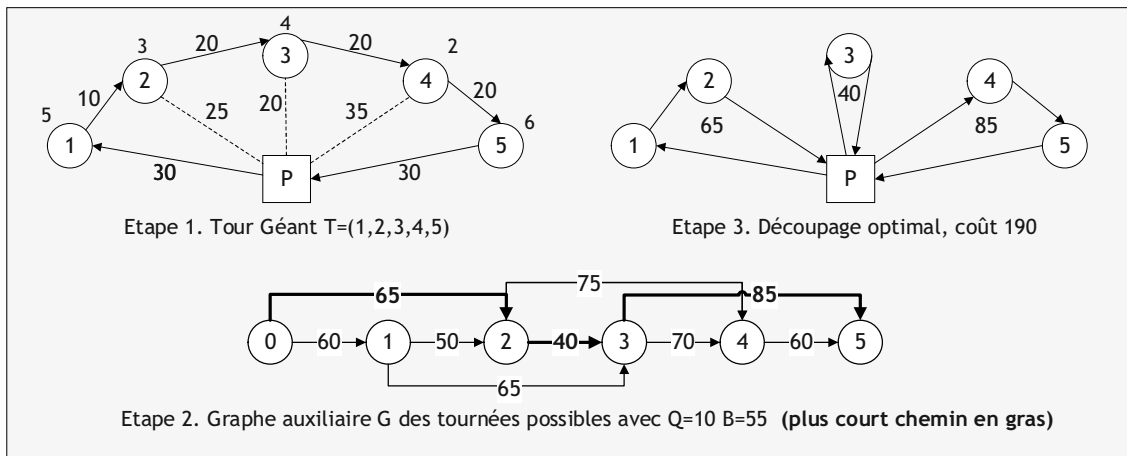 4
3 20 20 2
3
2 4
10 20
5 25 20 35 6
1 5
30 P 30
Etape 1. Tour Géant T=(1,2,3,4,5)
3
2 40 4
65 85
1 5
P
Etape 3. Découpage optimal, coût 190
75
65 85
0 60 1 50 2 40 3 70 4 60 5
65
Etape 2. Graphe auxiliaire G des tournées possibles avec Q=10 B=55 (plus court chemin en gras)